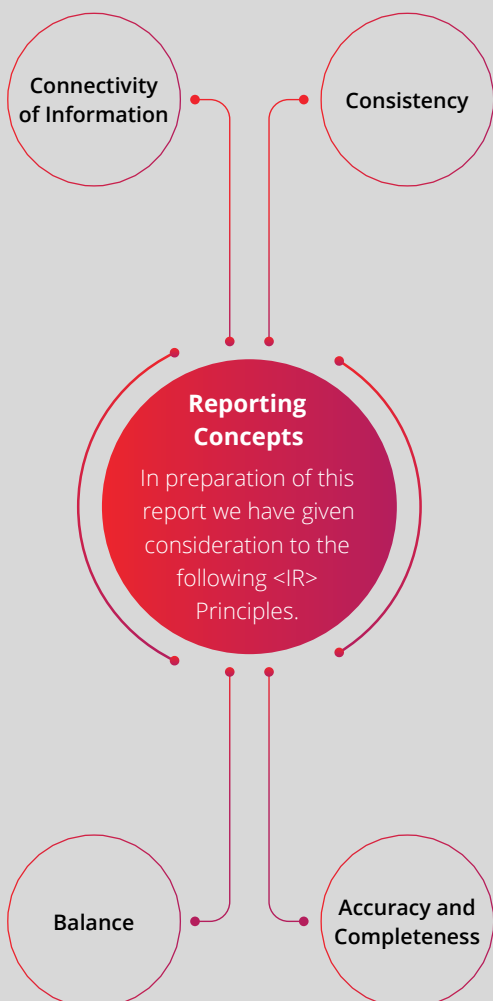 Connectivity
of Information
Consistency
Reporting
Concepts
In preparation of this
report we have given
consideration to the
following <IR>
Principles.
Balance
Accuracy and
Completeness